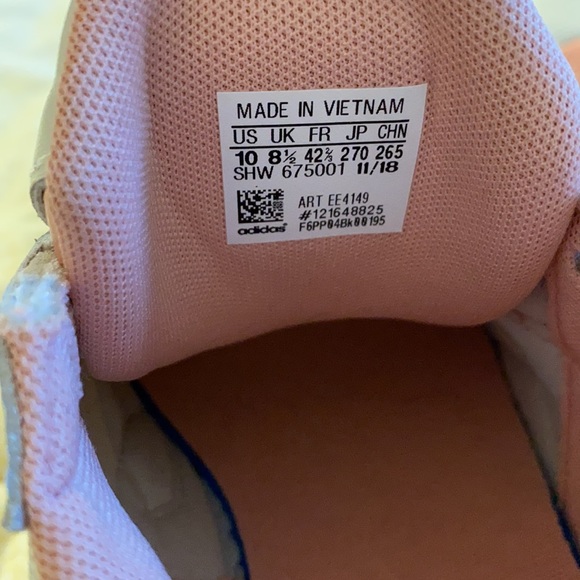 MADE IN VIETNAM
US UK FR JP CHN
10 8½ 42⅔ 270 265
SHW 675001 11/18
ART EE4149
#121648825
adidas® F6PP04Bk00195